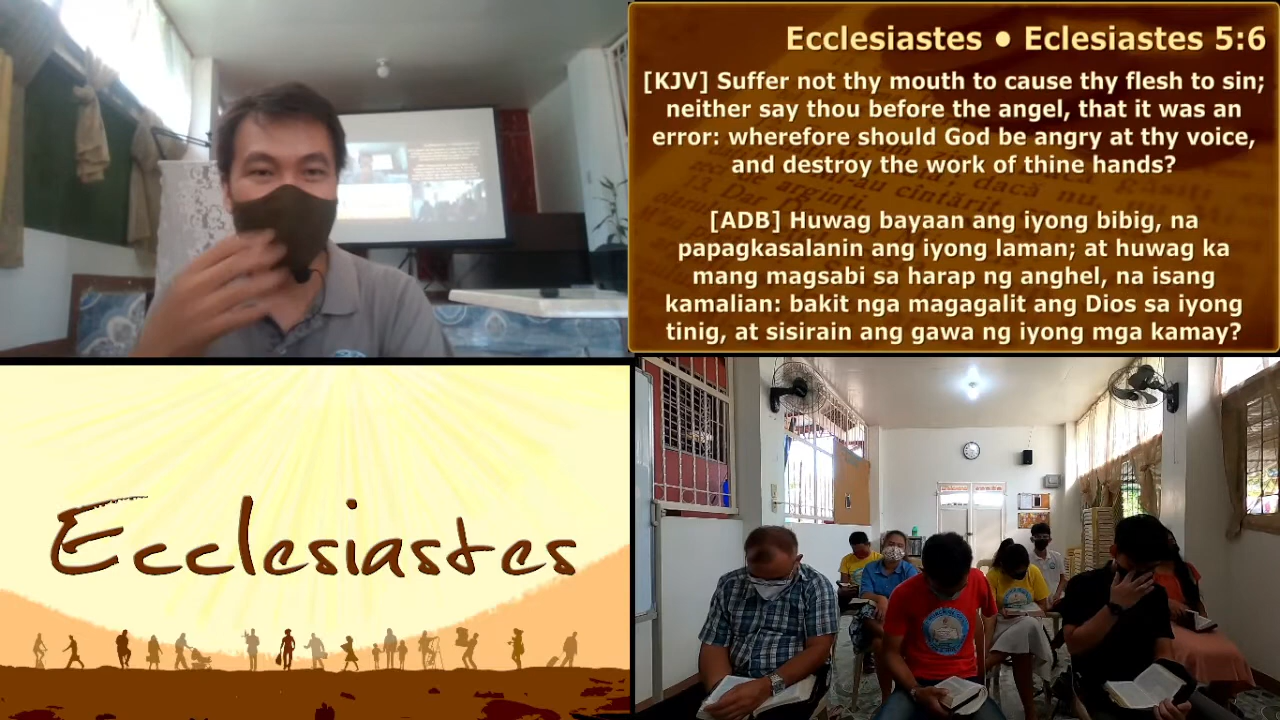 Ecclesiastes ● Eclesiastes 5:6
[KJV] Suffer not thy mouth to cause thy flesh to sin;
neither say thou before the angel, that it was an
error: wherefore should God be angry at thy voice,
and destroy the work of thine hands?
[ADB] Huwag bayaan ang iyong bibig, na
papagkasalanin ang iyong laman; at huwag ka
mang magsabi sa harap ng anghel, na isang
kamalian: bakit nga magagalit ang Dios sa iyong
tinig, at sisirain ang gawa ng iyong mga kamay?
Ecclesiastes